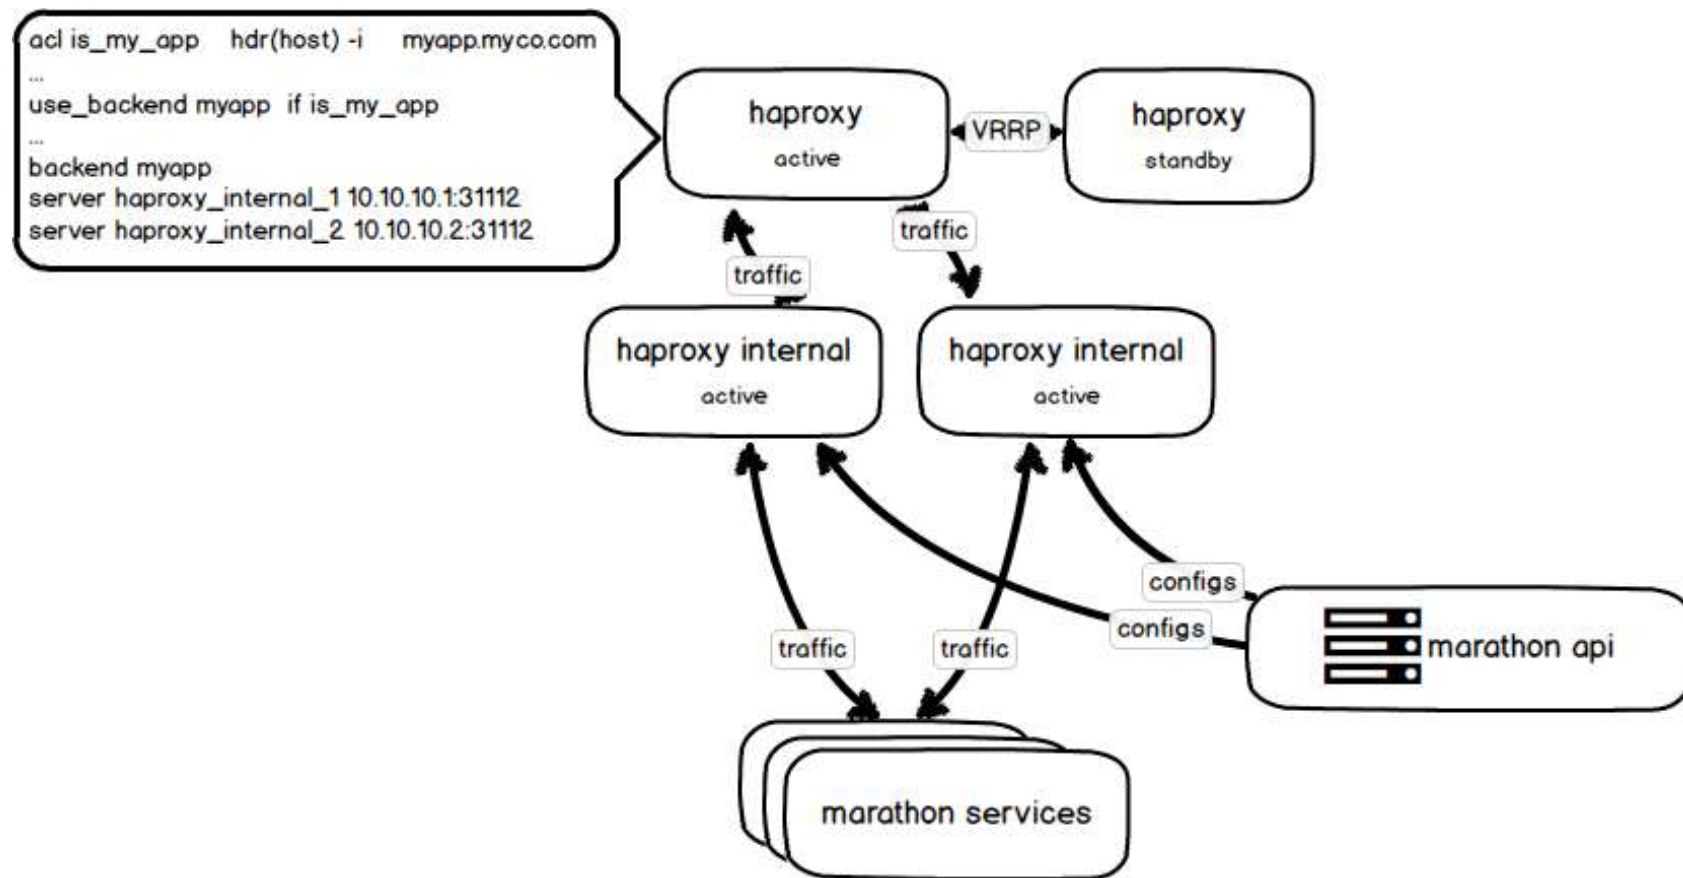 acl is_my_app hdr(host) -i myapp.myco.com
...
use_backend myapp if is_my_app
...
backend myapp
server haproxy_internal_1 10.10.10.1:31112
server haproxy_internal_2 10.10.10.2:31112
haproxy
active
VRRP
haproxy
standby
traffic
traffic
haproxy internal
active
haproxy internal
active
configs
configs
traffic
traffic
marathon api
marathon services